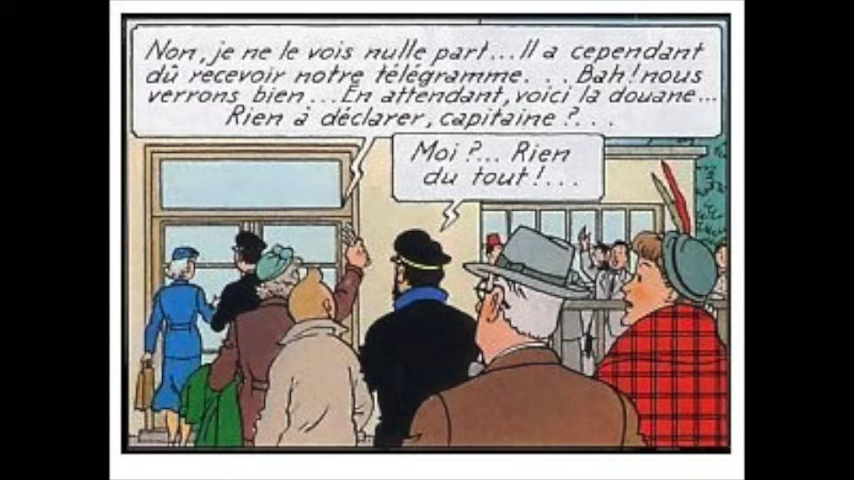 Non, je ne le vois nulle part... Il a cependant
dû recevoir notre télégramme... Bah! nous
verrons bien... En attendant, voici la douane...
Rien à déclarer, capitaine?...
Moi?... Rien
du tout!...